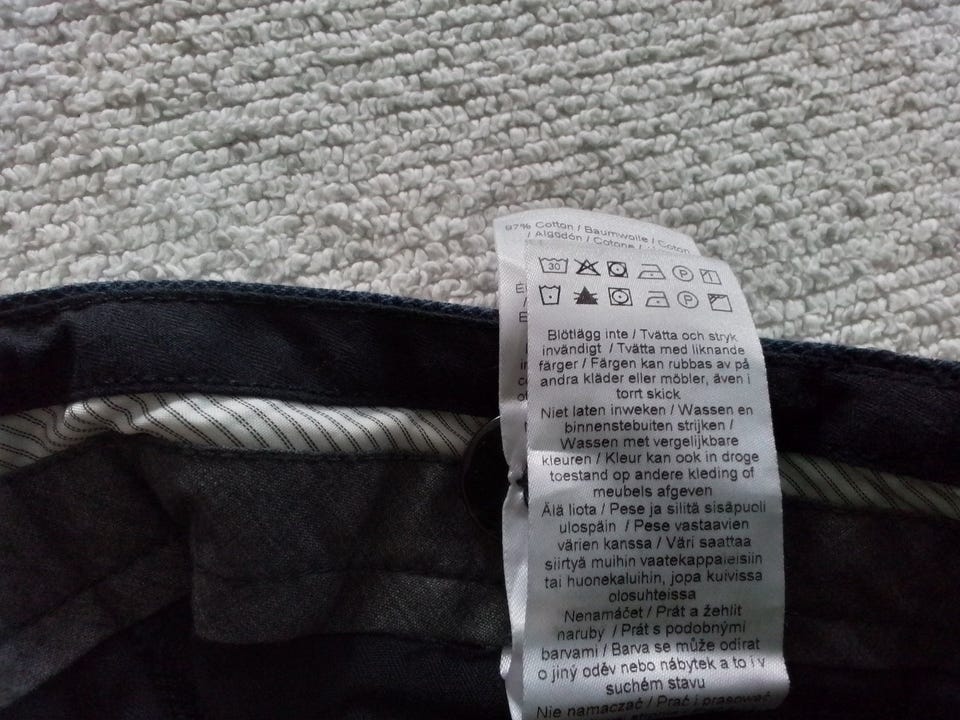 97% Cotton / Baumwolle / Coton
/ Algodón / Cotone /
30 P
P
Blötlägg inte / Tvätta och stryk
invändigt / Tvätta med liknande
färger / Färgen kan rubbas av på
andra kläder eller möbler, även i
torrt skick
Niet laten inweken / Wassen en
binnenstebuiten strijken /
Wassen met vergelijkbare
kleuren / Kleur kan ook in droge
toestand op andere kleding of
meubels afgeven
Älä liota / Pese ja silitä sisäpuoli
ulospäin / Pese vastaavien
värien kanssa / Väri saattaa
siirtyä muihin vaatekappaleisiin
tai huonekaluihin, jopa kuivissa
olosuhteissa
Nenamáčet / Prát a žehlit
naruby / Prát s podobnými
barvami / Barva se může odírat
o jiný oděv nebo nábytek a to i v
suchém stavu
Nie namaczać / Prać i prasować